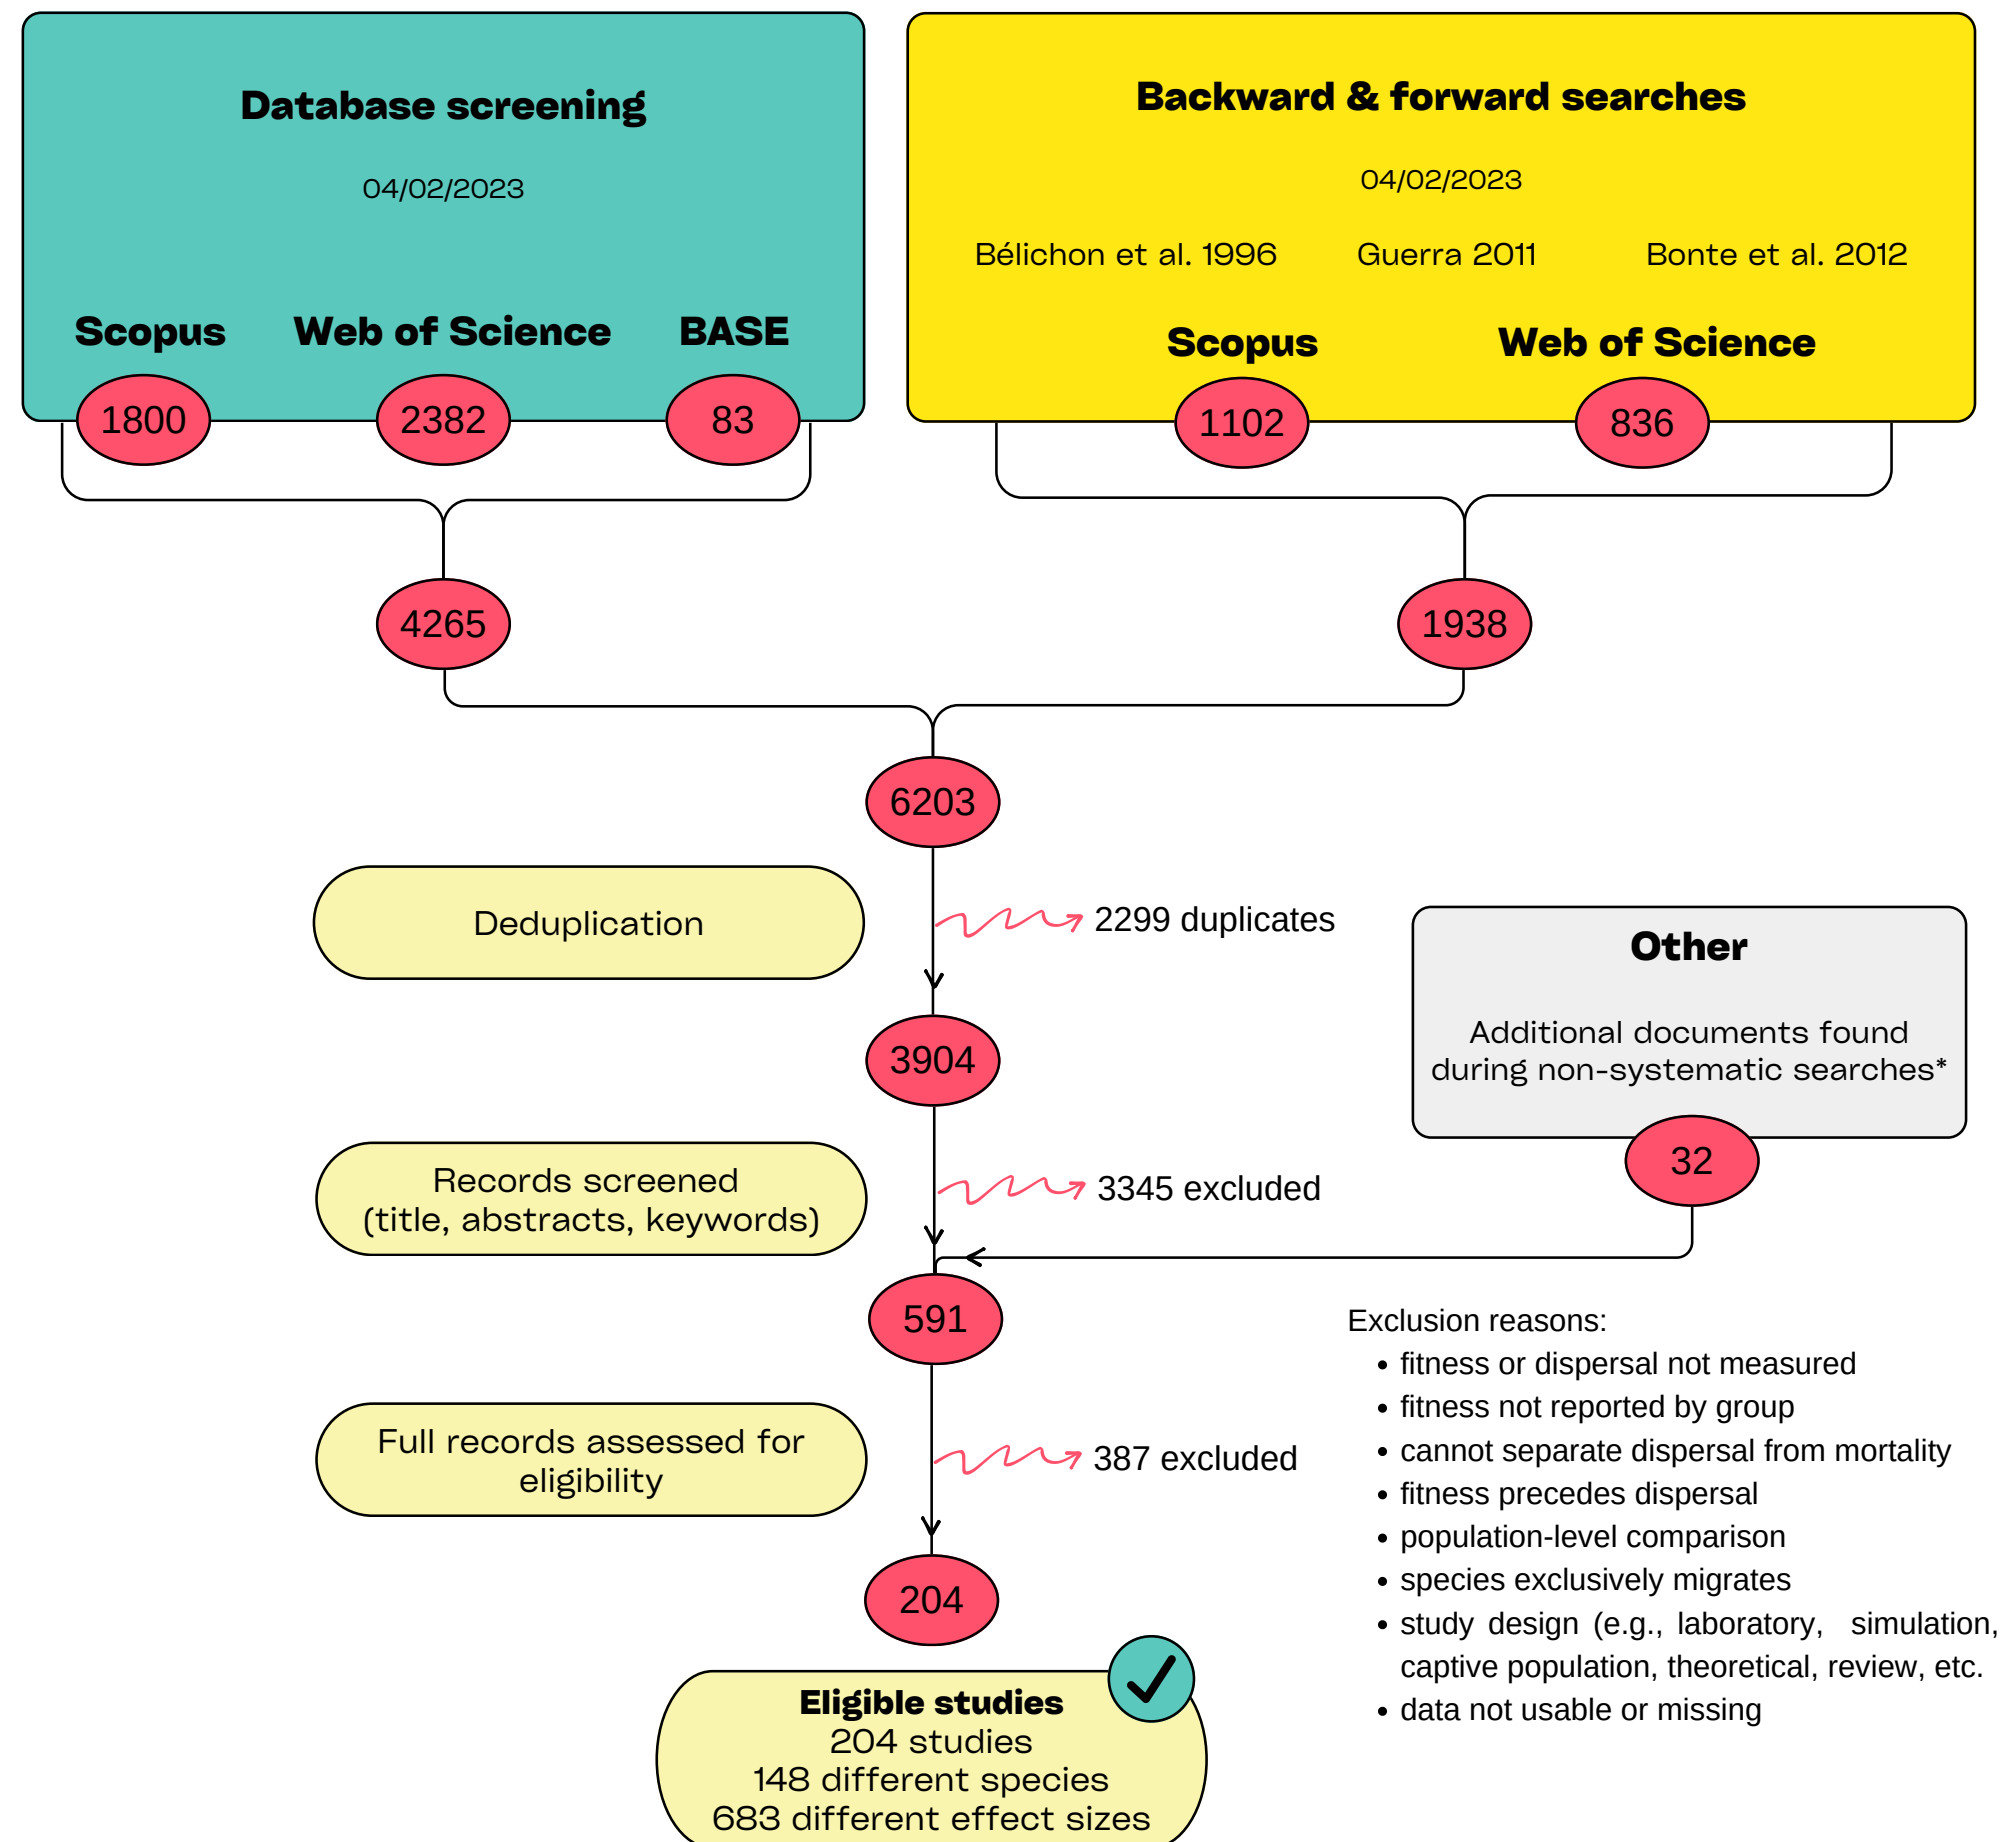 Database screening
04/02/2023
Scopus
Web of Science
BASE
1800
2382
83
Backward & forward searches
04/02/2023
Bélichon et al. 1996
Guerra 2011
Bonte et al. 2012
Scopus
Web of Science
1102
836
4265
1938
6203
Deduplication
2299 duplicates
3904
Other
Additional documents found
during non-systematic searches*
32
Records screened
(title, abstracts, keywords)
3345 excluded
591
Full records assessed for
eligibility
387 excluded
204
Exclusion reasons:
• fitness or dispersal not measured
• fitness not reported by group
• cannot separate dispersal from mortality
• fitness precedes dispersal
• population-level comparison
• species exclusively migrates
• study design (e.g., laboratory, simulation,
captive population, theoretical, review, etc.
• data not usable or missing
Eligible studies
204 studies
148 different species
683 different effect sizes